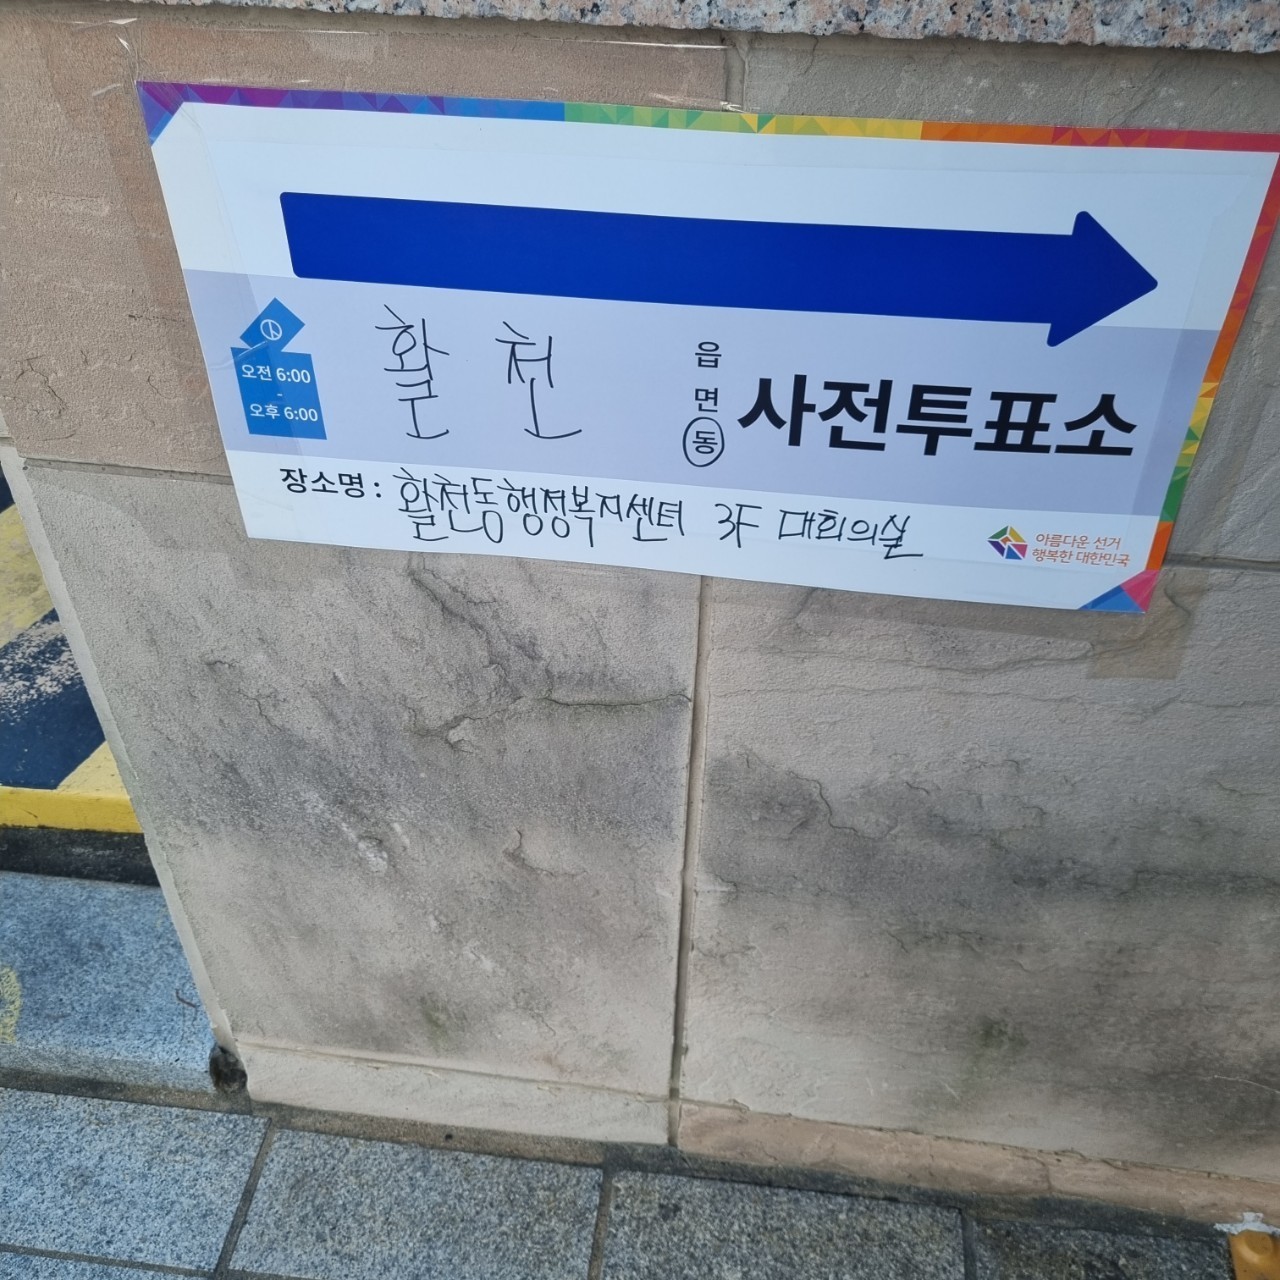 오전 6:00
-
오후 6:00
활천
읍
면
동
사전투표소
장소명 : 활천동행정복지센터 3F 대회의실
아름다운 선거
행복한 대한민국